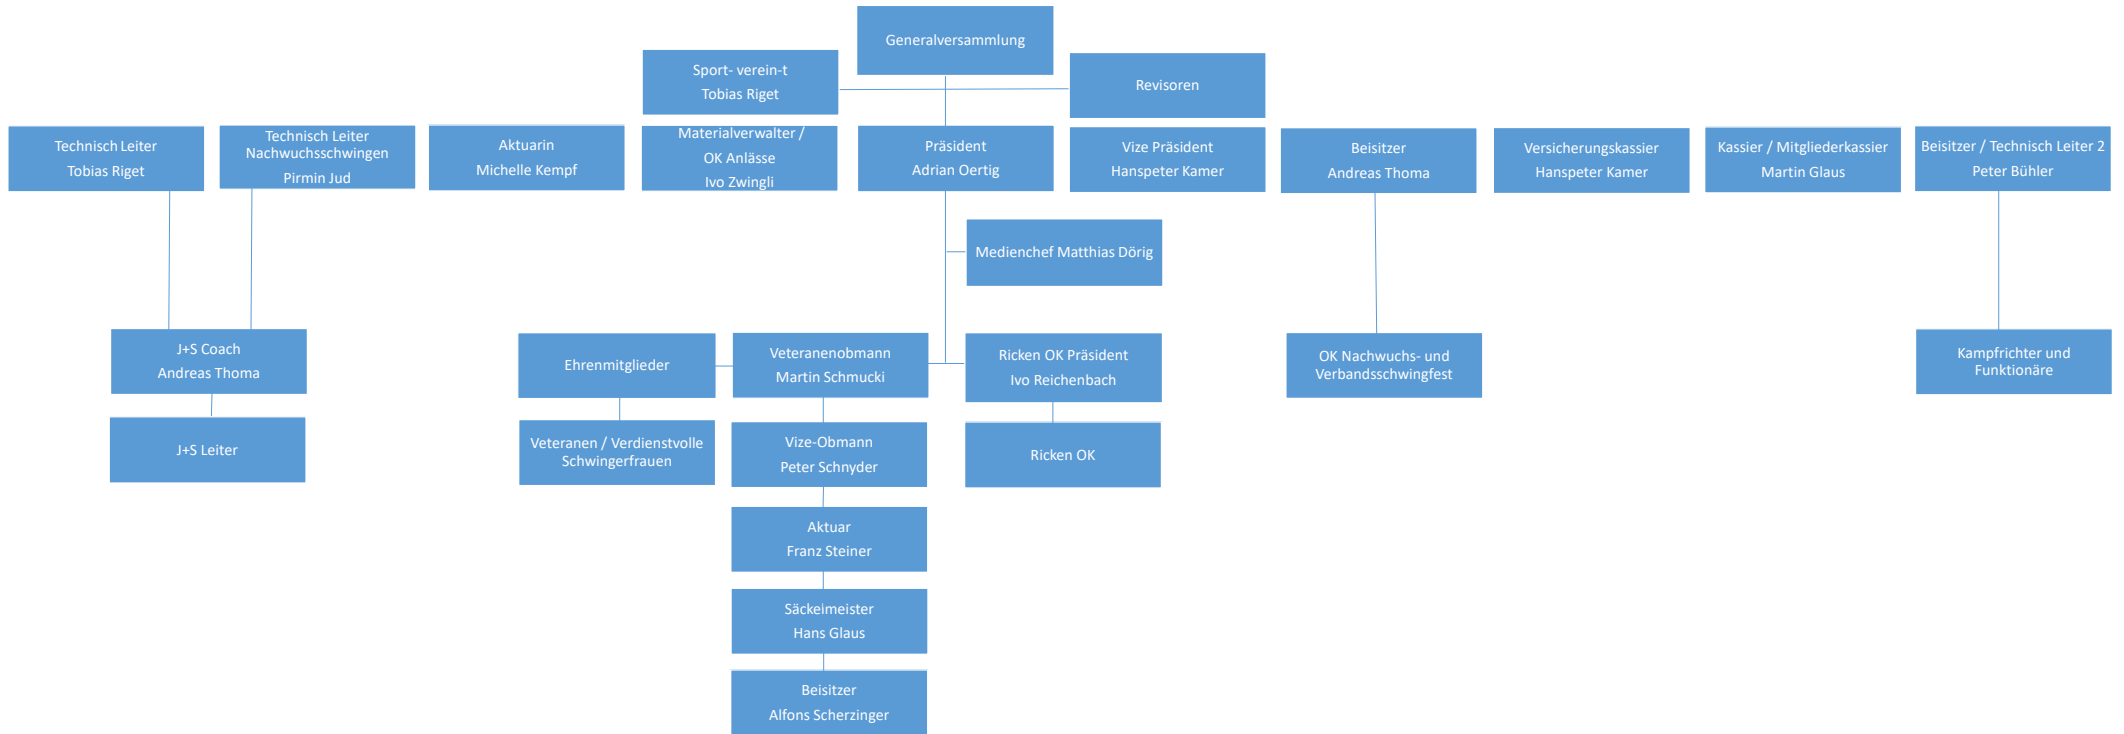 Generalversammlung
Sport- verein-t
Tobias Riget
Revisoren
Technisch Leiter
Tobias Riget
Technisch Leiter
Nachwuchsschwingen
Pirmin Jud
Aktuarin
Michelle Kempf
Materialverwalter /
OK Anlässe
Ivo Zwingli
Präsident
Adrian Oertig
Vize Präsident
Hanspeter Kamer
Beisitzer
Andreas Thoma
Versicherungskassier
Hanspeter Kamer
Kassier / Mitgliederkassier
Martin Glaus
Beisitzer / Technisch Leiter 2
Peter Bühler
Medienchef Matthias Dörig
J+S Coach
Andreas Thoma
Ehrenmitglieder
Veteranenobmann
Martin Schmucki
Ricken OK Präsident
Ivo Reichenbach
OK Nachwuchs- und
Verbandsschwingfest
Kampfrichter und
Funktionäre
J+S Leiter
Veteranen / Verdienstvolle
Schwingerfrauen
Vize-Obmann
Peter Schnyder
Ricken OK
Aktuar
Franz Steiner
Säckeimeister
Hans Glaus
Beisitzer
Alfons Scherzinger